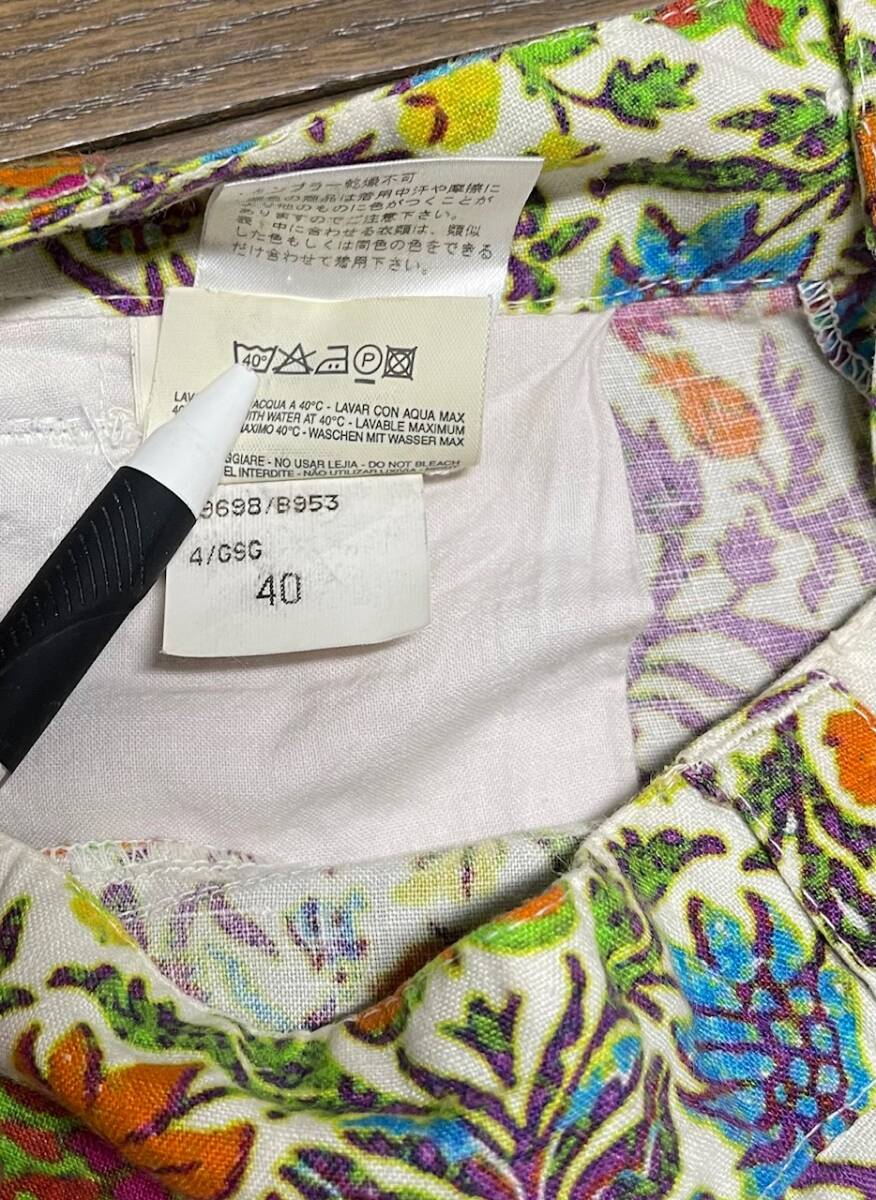 タンブラー乾燥不可
の商品は着用中汗や摩擦に
より他のものに色がつくことが
ありますのでご注意下さい。
又、中に合わせる衣類は、類似
した色もしくは同色の色をできる
だけ合わせて着用下さい。
40° P
LAV ACQUA A 40°C - LAVAR CON AQUA MAX
40 WITH WATER AT 40°C - LAVABLE MAXIMUM
MAXIMO 40°C - WASCHEN MIT WASSER MAX
GGIARE - NO USAR LEJIA - DO NOT BLEACH
EL INTERDITE - NÃO UTILIZAR LIXIVIA
9698/B953
4/GSG
40